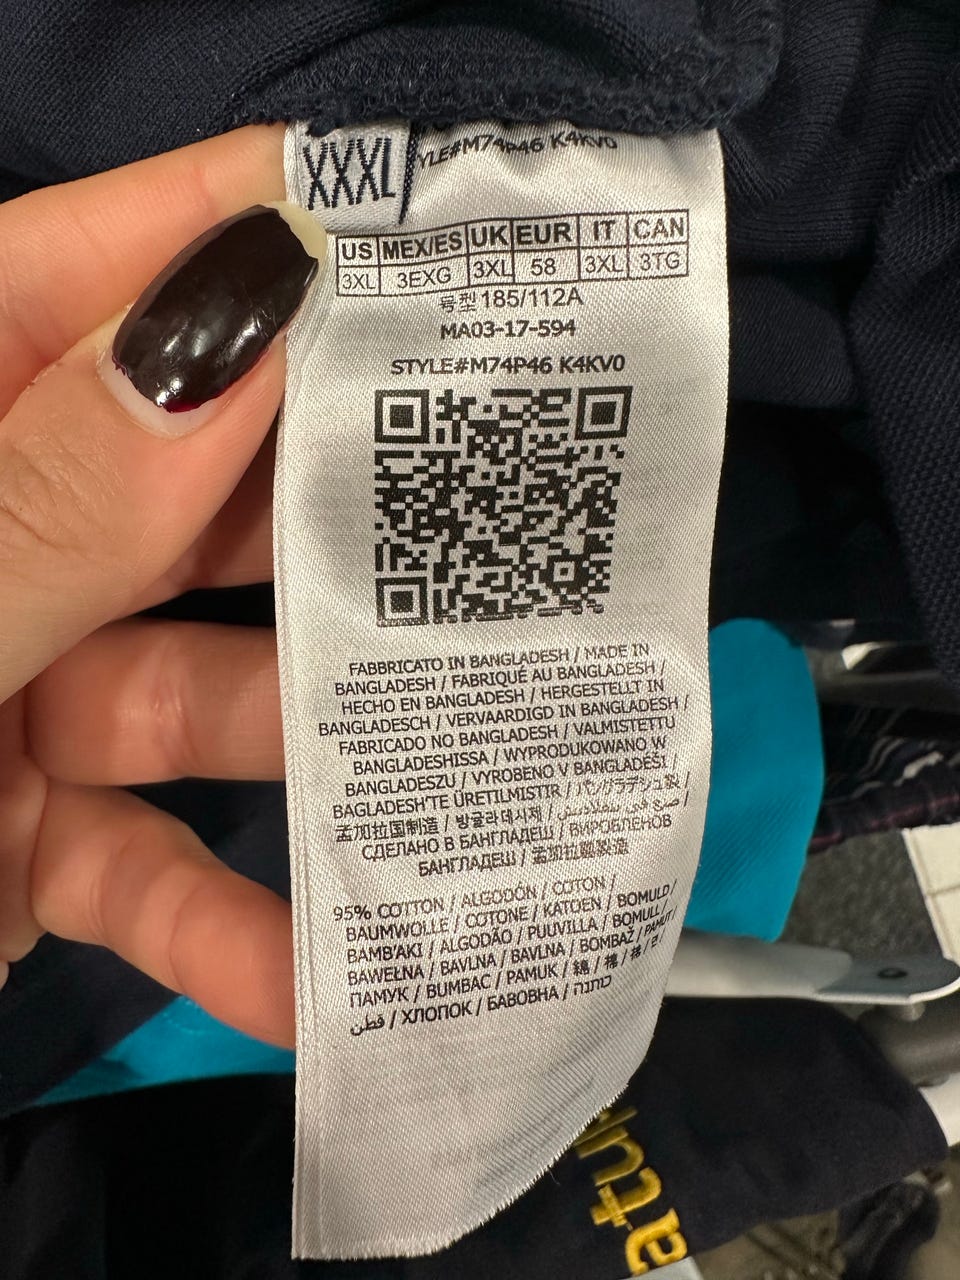 XXXL
YLE#M74P46 K4KV0
US MEX/ES UK EUR IT CAN
3XL 3EXG 3XL 58 3XL 3TG
号型 185/112A
MA03-17-594
STYLE#M74P46 K4KV0
FABBRICATO IN BANGLADESH / MADE IN
BANGLADESH / FABRIQUÉ AU BANGLADESH /
HECHO EN BANGLADESH / HERGESTELLT IN
BANGLADESCH / VERVAARDIGD IN BANGLADESH /
FABRICADO NO BANGLADESH / VALMISTETTU
BANGLADESHISSA / WYPRODUKOWANO W
BANGLADESZU / VYROBENO V BANGLADÉŠI /
BAGLADESH'TE ÜRETILMISTIR / バングラデシュ製
孟加拉国制造 / 방글라데시제 / صنع في بنغلاديش /
СДЕЛАНО В БАНГЛАДЕШ / ВИРОБЛЕНОВ
БАНГЛАДЕШ / 孟加拉國製造
95% COTTON / ALGODÓN / COTON /
BAUMWOLLE / COTONE / KATOEN / BOMULD /
BAMB'AKI / ALGODÃO / PUUVILLA / BOMULL /
BAWEŁNA / BAVLNA / BAVLNA / BOMBAŽ / PAMUT /
ПАМУК / BUMBAC / PAMUK / 綿 / 棉 / 棉 / 면 /
قطن / ХЛОПОК / БАВОВНА / כותנה